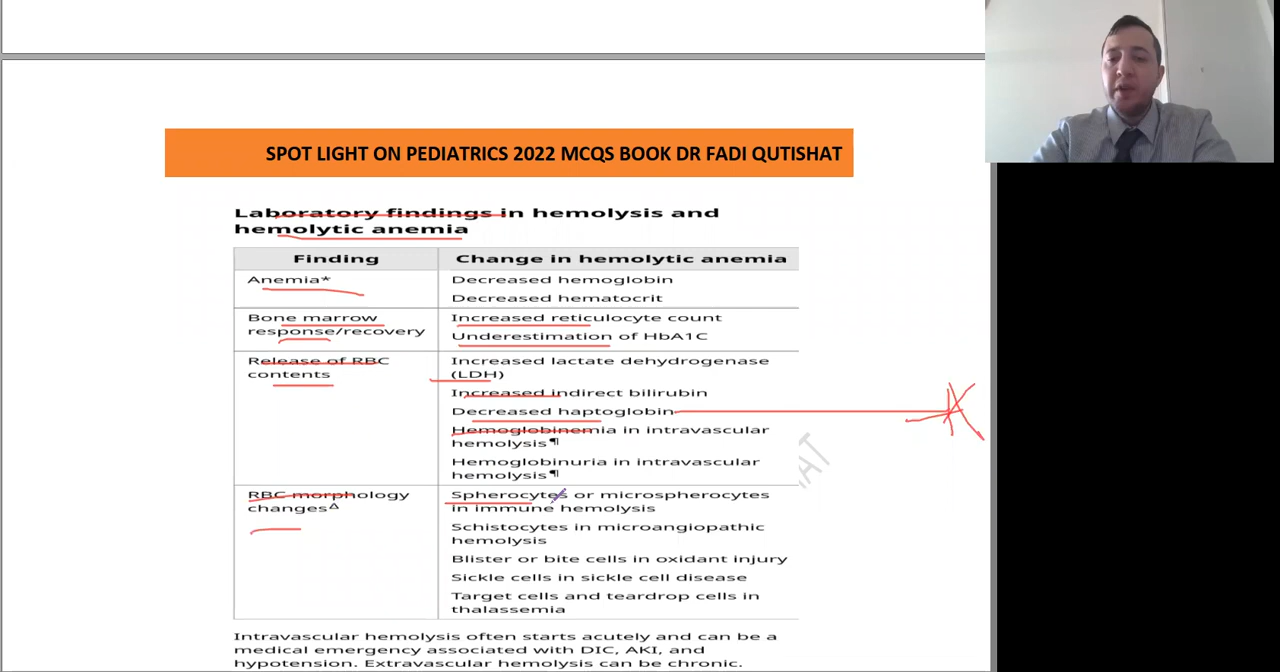 SPOT LIGHT ON PEDIATRICS 2022 MCQS BOOK DR FADI QUTISHAT
Laboratory findings in hemolysis and
hemolytic anemia
Finding
Change in hemolytic anemia
Anemia*
Decreased hemoglobin
Decreased hematocrit
Bone marrow
response/recovery
Increased reticulocyte count
Underestimation of HbA1C
Release of RBC
contents
Increased lactate dehydrogenase
(LDH)
Increased indirect bilirubin
Decreased haptoglobin
Hemoglobinemia in intravascular
hemolysis¶
Hemoglobinuria in intravascular
hemolysis¶
RBC morphology
changesΔ
Spherocytes or microspherocytes
in immune hemolysis
Schistocytes in microangiopathic
hemolysis
Blister or bite cells in oxidant injury
Sickle cells in sickle cell disease
Target cells and teardrop cells in
thalassemia
Intravascular hemolysis often starts acutely and can be a
medical emergency associated with DIC, AKI, and
hypotension. Extravascular hemolysis can be chronic.